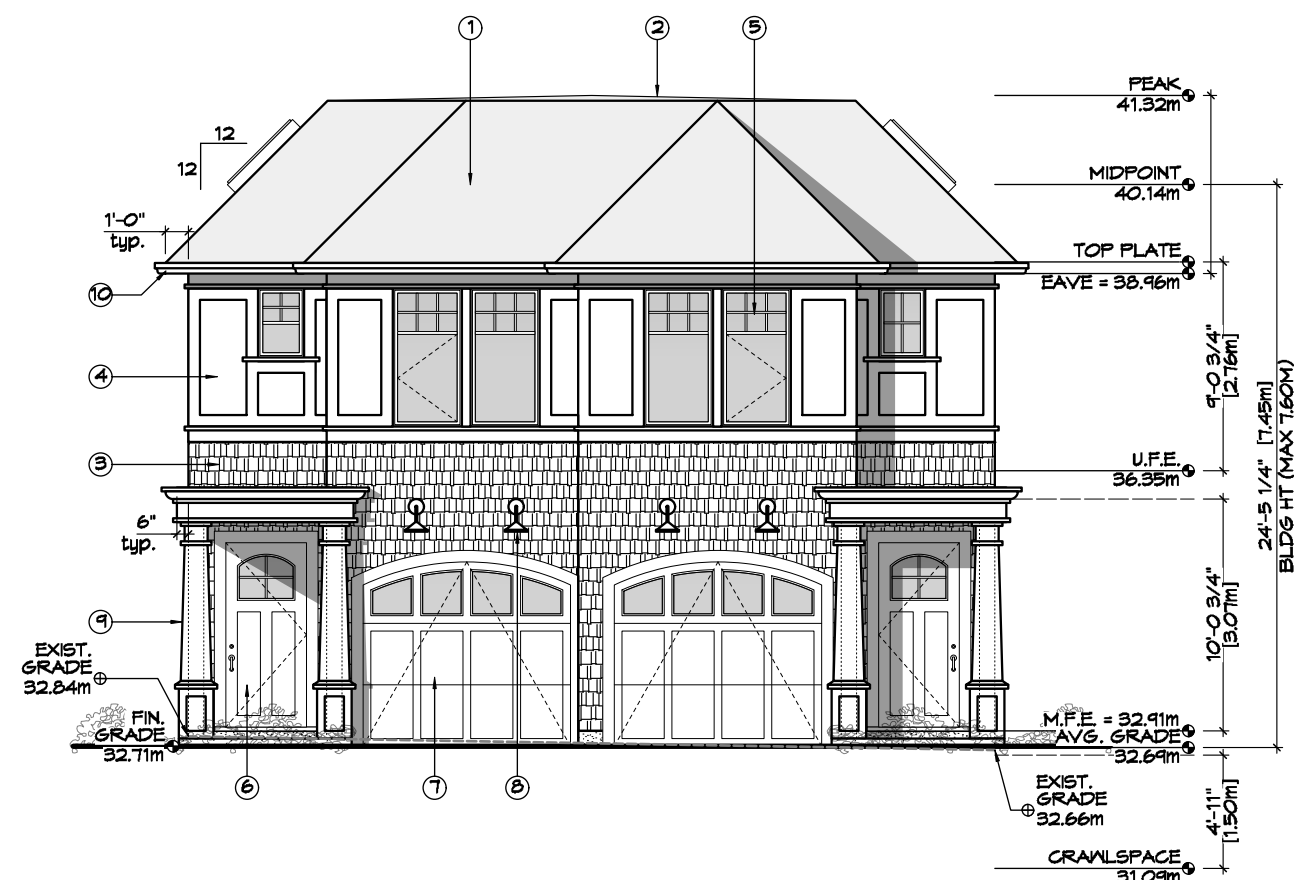 1
2
5
PEAK
41.32m
12
12
MIDPOINT
40.14m
1'-0"
typ.
TOP PLATE
EAVE = 38.96m
10
9'-0 3/4"
[2.76m]
4
24'-5 1/4" [7.45m]
BLDG HT (MAX 7.60M)
3
U.F.E.
36.35m
6"
typ.
10'-0 3/4"
[3.07m]
9
EXIST.
GRADE
32.84m
FIN.
GRADE
32.71m
M.F.E. = 32.91m
AVG. GRADE
32.69m
6
7
8
EXIST.
GRADE
32.66m
4'-11"
[1.50m]
CRAWLSPACE
31.09m